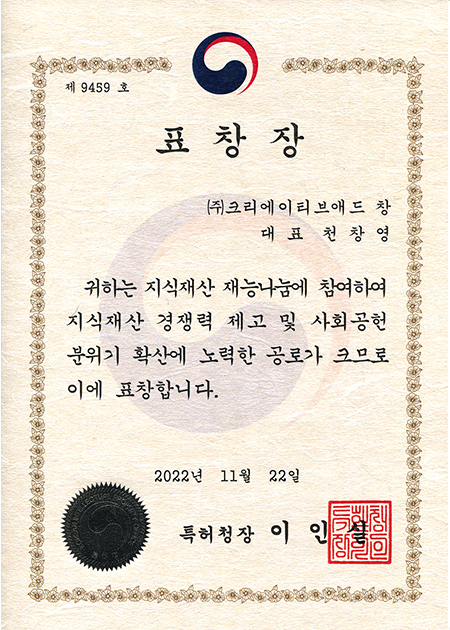 제 9459 호
표 창 장
㈜크리에이티브애드 창
대 표 천 창 영
귀하는 지식재산 재능나눔에 참여하여
지식재산 경쟁력 제고 및 사회공헌
분위기 확산에 노력한 공로가 크므로
이에 표창합니다.
2022년 11월 22일
특허청장 이 인 실